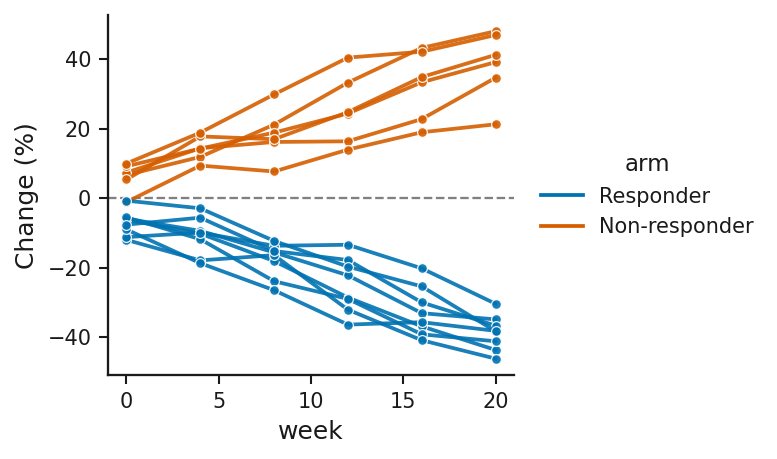 Change (%)
40
20
0
−20
−40
0 5 10 15 20
week
arm
Responder
Non-responder